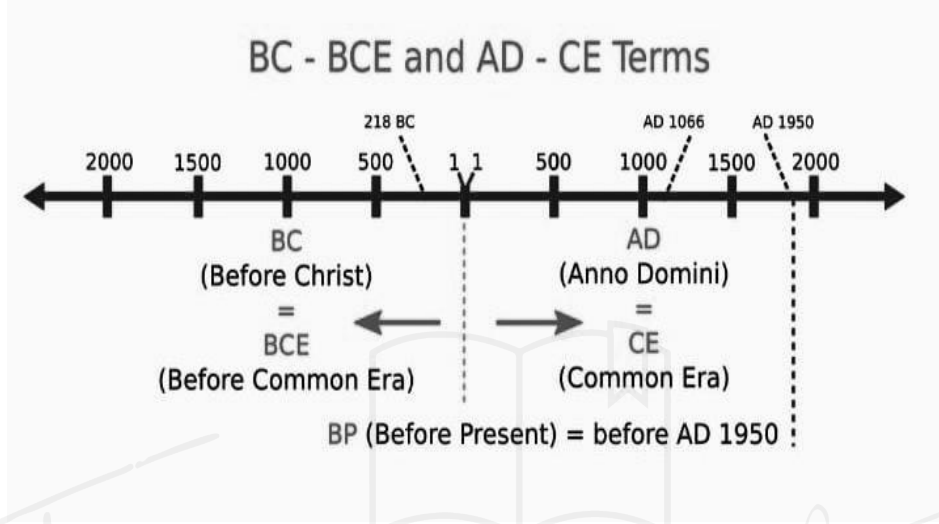 BC - BCE and AD - CE Terms
218 BC AD 1066 AD 1950
2000 1500 1000 500 1 1 500 1000 1500 2000
BC AD
(Before Christ) (Anno Domini)
= =
BCE CE
(Before Common Era) (Common Era)
BP (Before Present) = before AD 1950